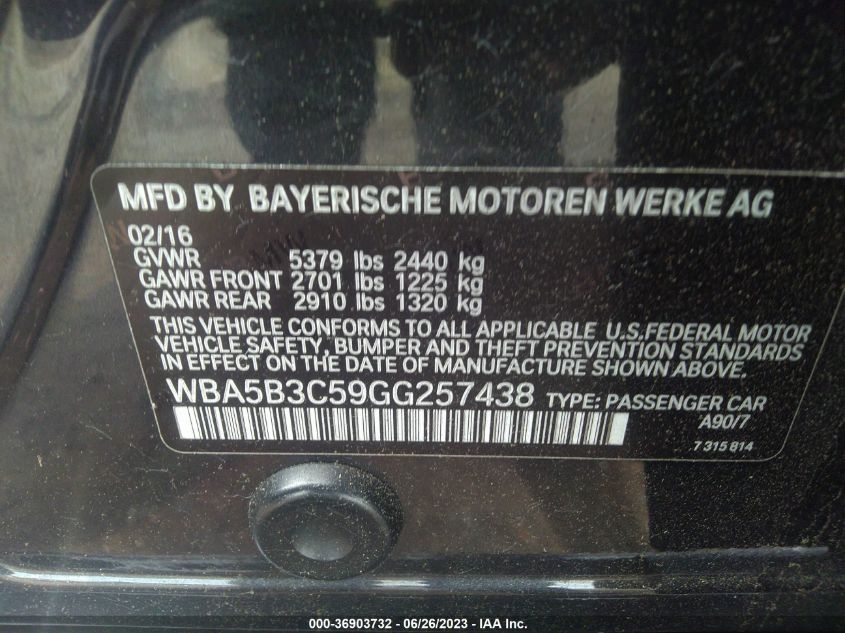 MFD BY BAYERISCHE MOTOREN WERKE AG
02/16
GVWR 5379 lbs 2440 kg
GAWR FRONT 2701 lbs 1225 kg
GAWR REAR 2910 lbs 1320 kg
THIS VEHICLE CONFORMS TO ALL APPLICABLE U.S.FEDERAL MOTOR
VEHICLE SAFETY, BUMPER AND THEFT PREVENTION STANDARDS
IN EFFECT ON THE DATE OF MANUFACTURE SHOWN ABOVE.
WBA5B3C59GG257438 TYPE: PASSENGER CAR
A90/7
7 315 814
000-36903732 - 06/26/2023 - IAA Inc.